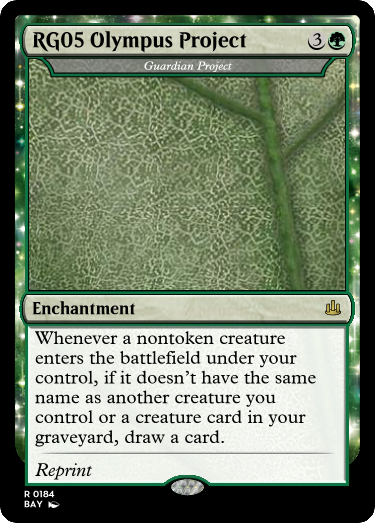 RG05 Olympus Project 3
Guardian Project
Enchantment
Whenever a nontoken creature
enters the battlefield under your
control, if it doesn't have the same
name as another creature you
control or a creature card in your
graveyard, draw a card.
Reprint
R 0184
BAY